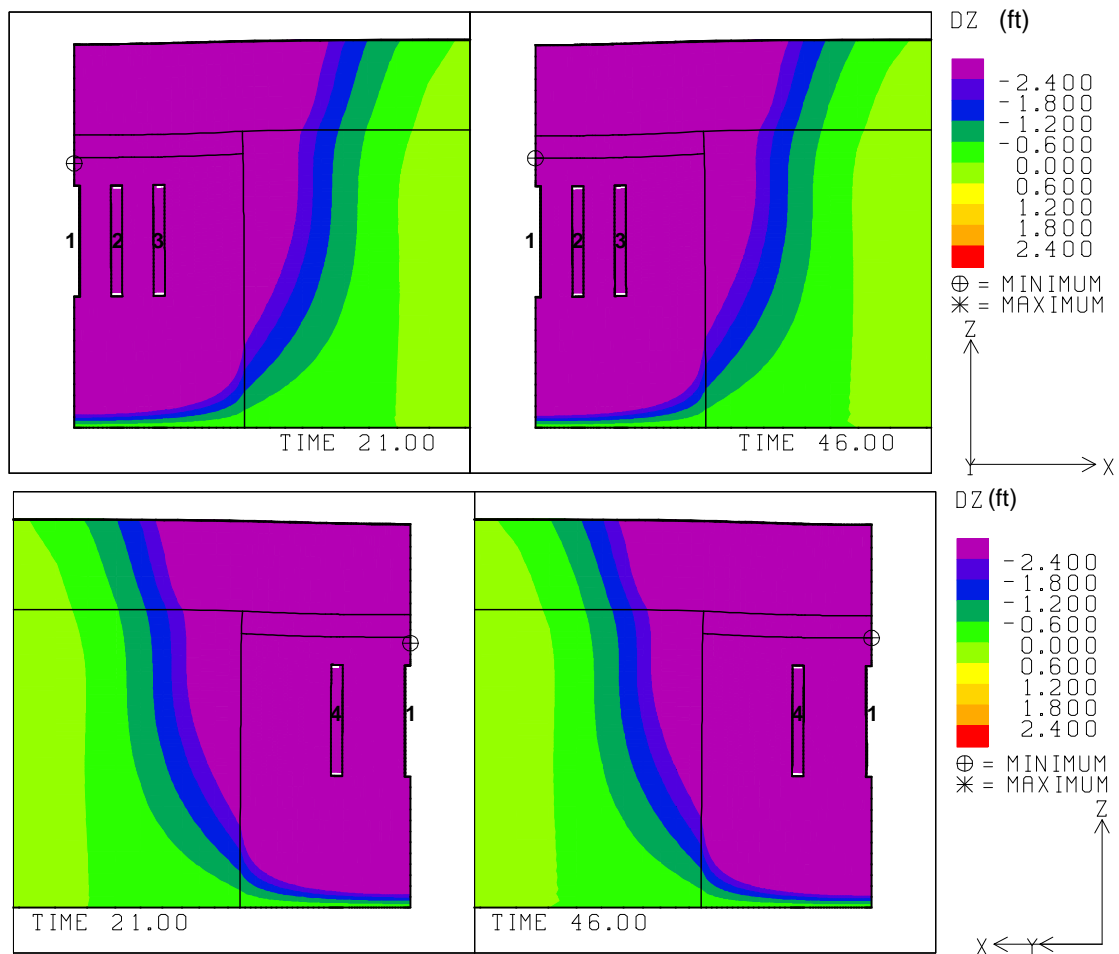 DZ (ft)
-2.400
-1.800
-1.200
-0.600
0.000
0.600
1.200
1.800
2.400
⊕ = MINIMUM
✳ = MAXIMUM
1 2 3
1 2 3
TIME 21.00
TIME 46.00
Z
Y X
DZ (ft)
-2.400
-1.800
-1.200
-0.600
0.000
0.600
1.200
1.800
2.400
⊕ = MINIMUM
✳ = MAXIMUM
4 1
4 1
TIME 21.00
TIME 46.00
Z
X Y